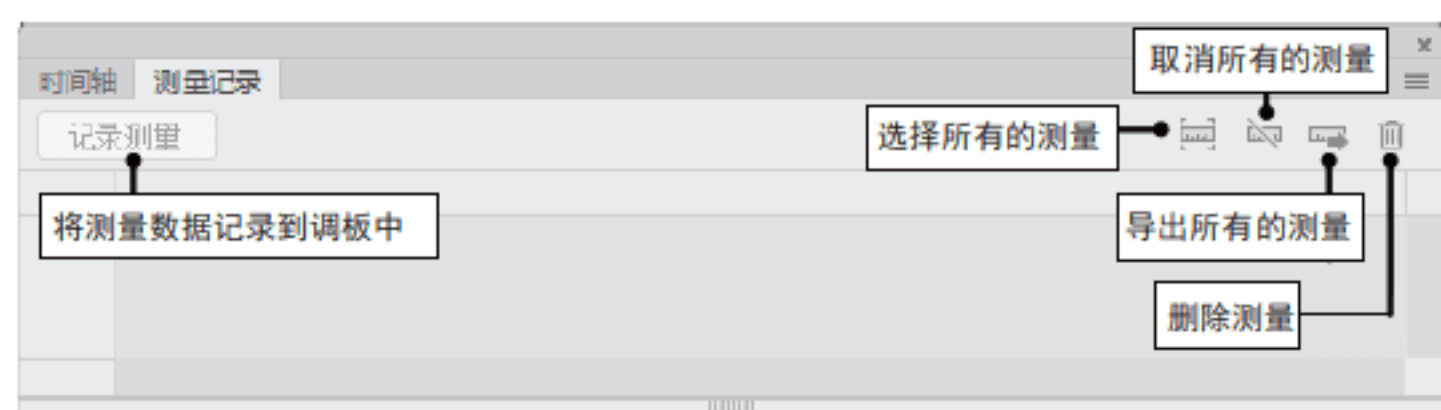 取消所有的测量
时间轴 测量记录
记录测量
选择所有的测量
将测量数据记录到调板中
导出所有的测量
删除测量